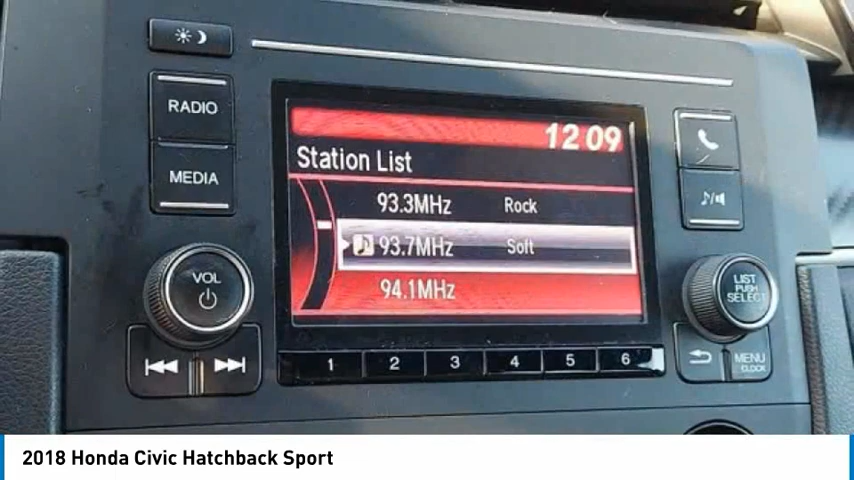 12 09
RADIO
Station List
MEDIA
93.3MHz Rock
93.7MHz Soft
94.1MHz
VOL
LIST
PUSH
SELECT
1 2 3 4 5 6
MENU
CLOCK
2018 Honda Civic Hatchback Sport